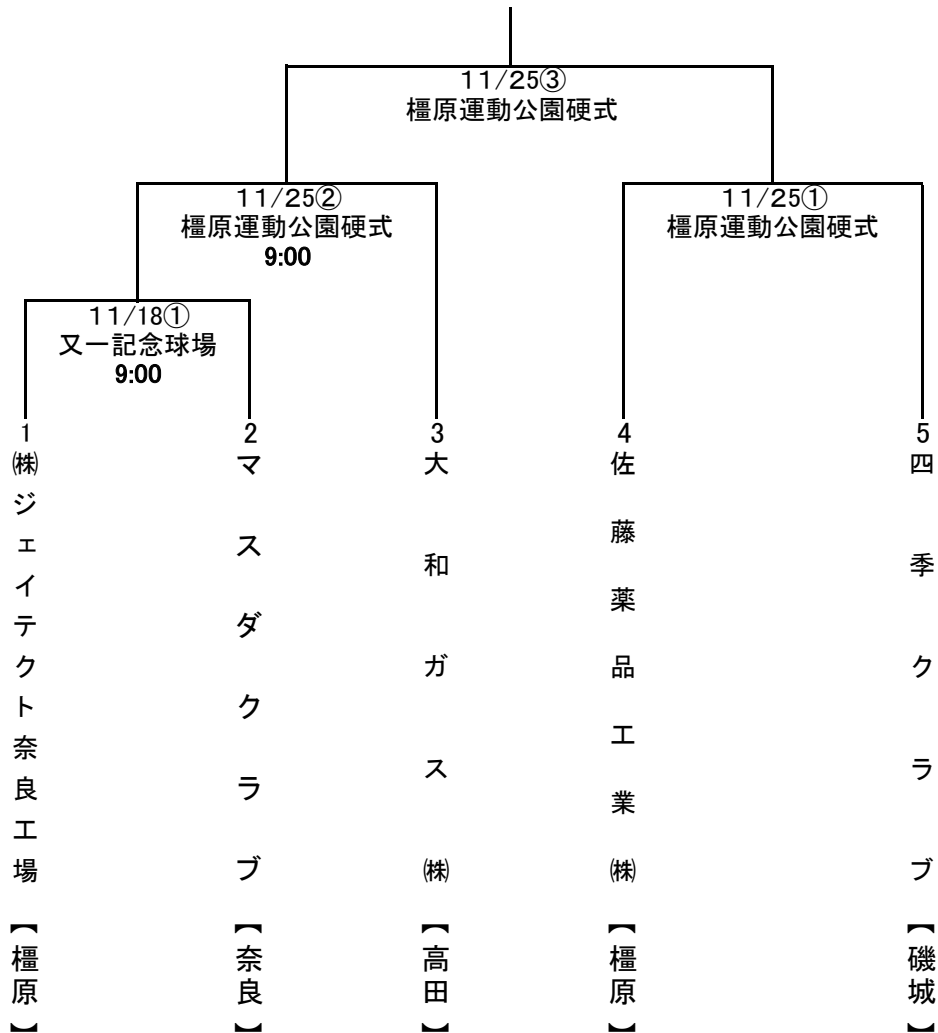 11/25③
橿原運動公園硬式
11/25②
橿原運動公園硬式
9:00
11/25①
橿原運動公園硬式
11/18①
又一記念球場
9:00
1
㈱ジェイテクト奈良工場
【橿原】
2
マスダクラブ
【奈良】
3
大和ガス㈱
【高田】
4
佐藤薬品工業㈱
【橿原】
5
四季クラブ
【磯城】